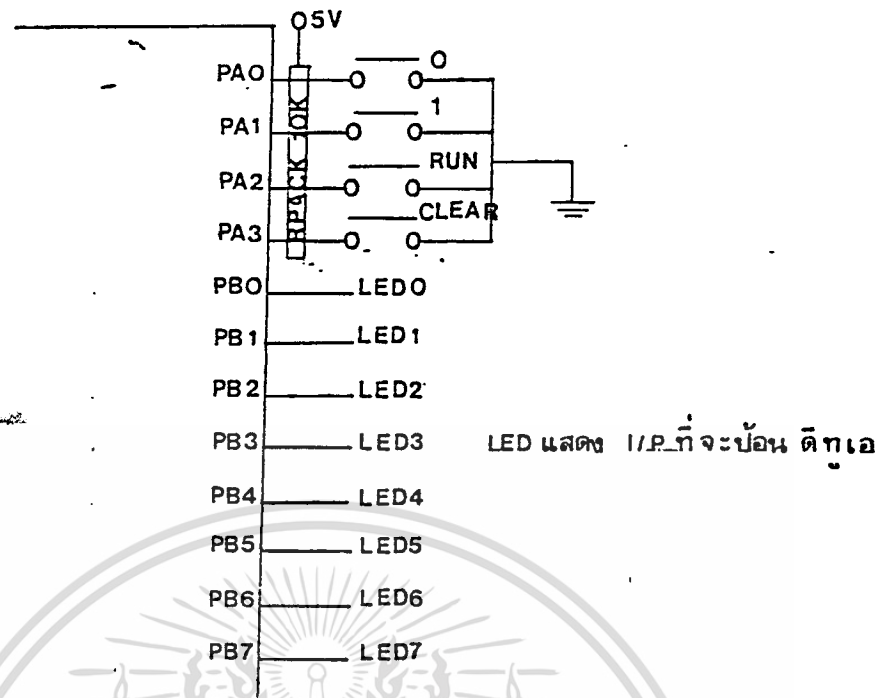 5V
PA0 0
PA1 1
PA2 RUN
PA3 CLEAR
RPACK 10K
PB0 LED0
PB1 LED1
PB2 LED2
PB3 LED3 LED แสดง I/P ที่จะป้อน ดีทูเอ
PB4 LED4
PB5 LED5
PB6 LED6
PB7 LED7